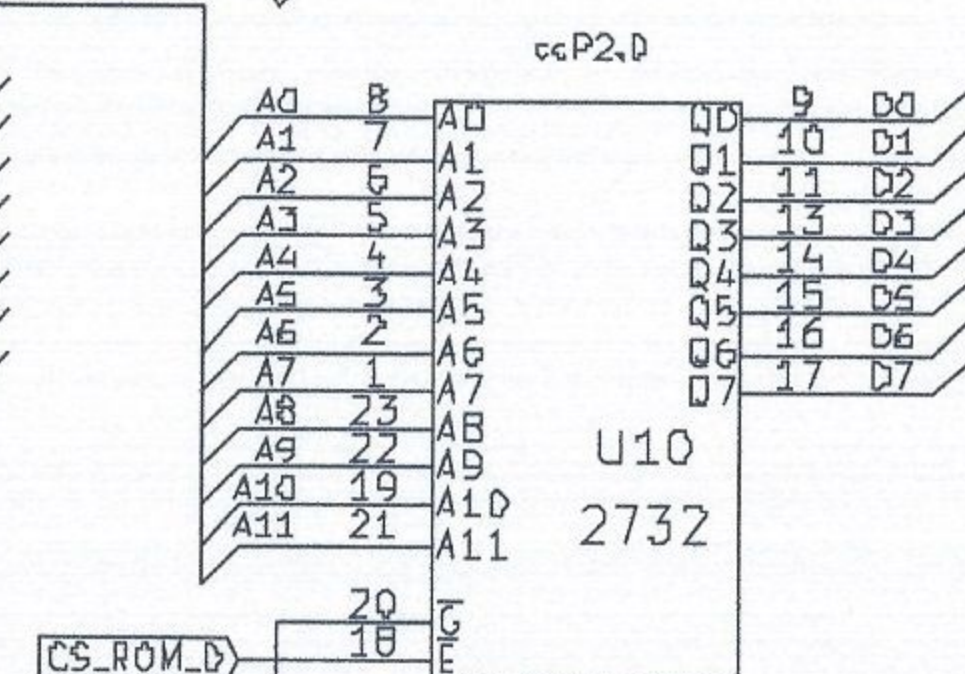 ccP2.D
A0 8 A0 Q0 9 D0
A1 7 A1 Q1 10 D1
A2 6 A2 Q2 11 D2
A3 5 A3 Q3 13 D3
A4 4 A4 Q4 14 D4
A5 3 A5 Q5 15 D5
A6 2 A6 Q6 16 D6
A7 1 A7 Q7 17 D7
A8 23 A8
A9 22 A9
A10 19 A10
A11 21 A11
U10
2732
20 G
CS_ROM_D 18 E